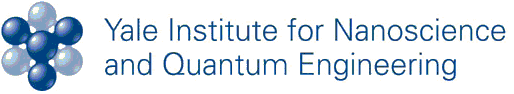 Yale Institute for Nanoscience
and Quantum Engineering